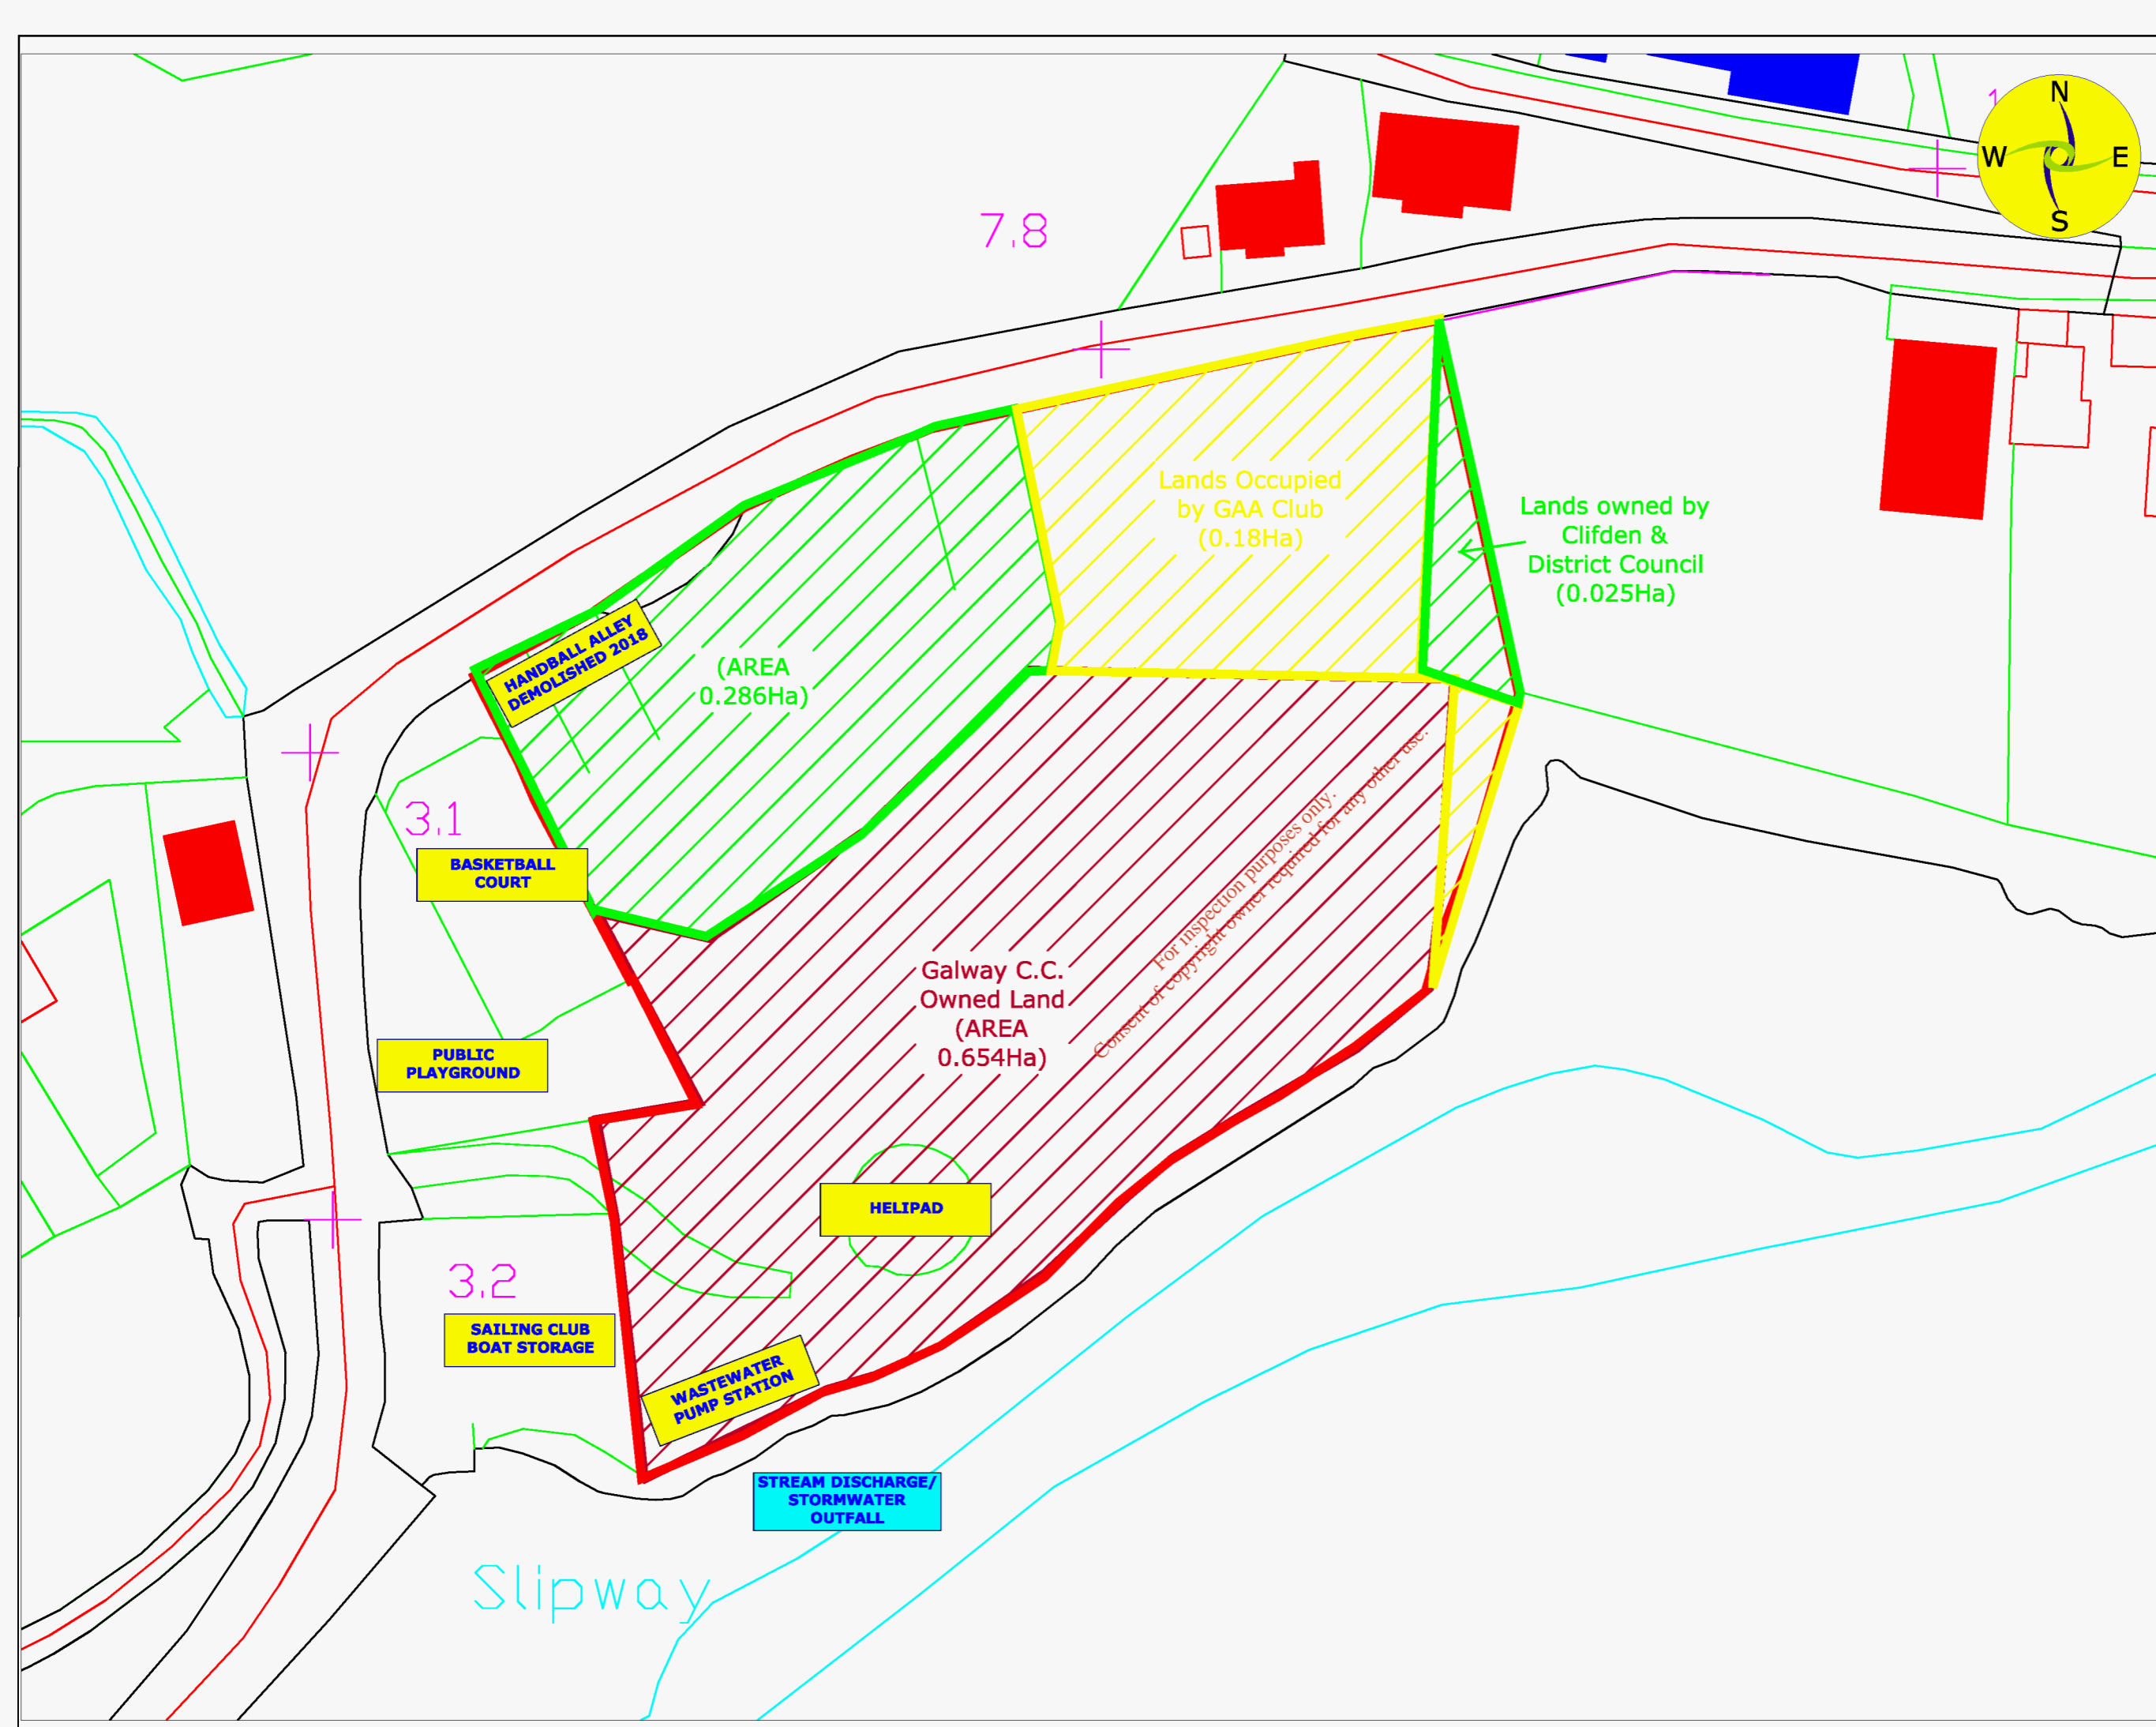 N
W
E
S
1
7.8
Lands Occupied
by GAA Club
(0.18Ha)
Lands owned by
Clifden &
District Council
(0.025Ha)
HANDBALL ALLEY
DEMOLISHED 2018
(AREA
0.286Ha)
3.1
BASKETBALL
COURT
For inspection purposes only.
Consent of copyright owner required for any other use.
Galway C.C.
Owned Land
(AREA
0.654Ha)
PUBLIC
PLAYGROUND
HELIPAD
3.2
SAILING CLUB
BOAT STORAGE
WASTEWATER
PUMP STATION
STREAM DISCHARGE/
STORMWATER
OUTFALL
Slipway